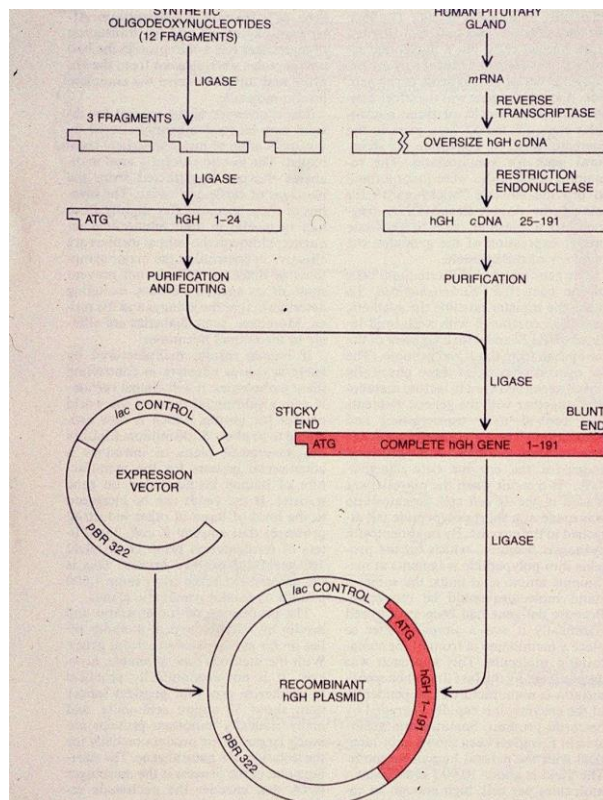 SYNTHETIC
OLIGODEOXYNUCLEOTIDES
(12 FRAGMENTS)
LIGASE
3 FRAGMENTS
LIGASE
ATG hGH 1–24
PURIFICATION
AND EDITING
HUMAN PITUITARY
GLAND
mRNA
REVERSE
TRANSCRIPTASE
OVERSIZE hGH cDNA
RESTRICTION
ENDONUCLEASE
hGH cDNA 25–191
PURIFICATION
LIGASE
STICKY
END
BLUNT
END
ATG COMPLETE hGH GENE 1–191
LIGASE
lac CONTROL
EXPRESSION
VECTOR
pBR 322
lac CONTROL
ATG
RECOMBINANT
hGH PLASMID
hGH 1–191
pBR 322